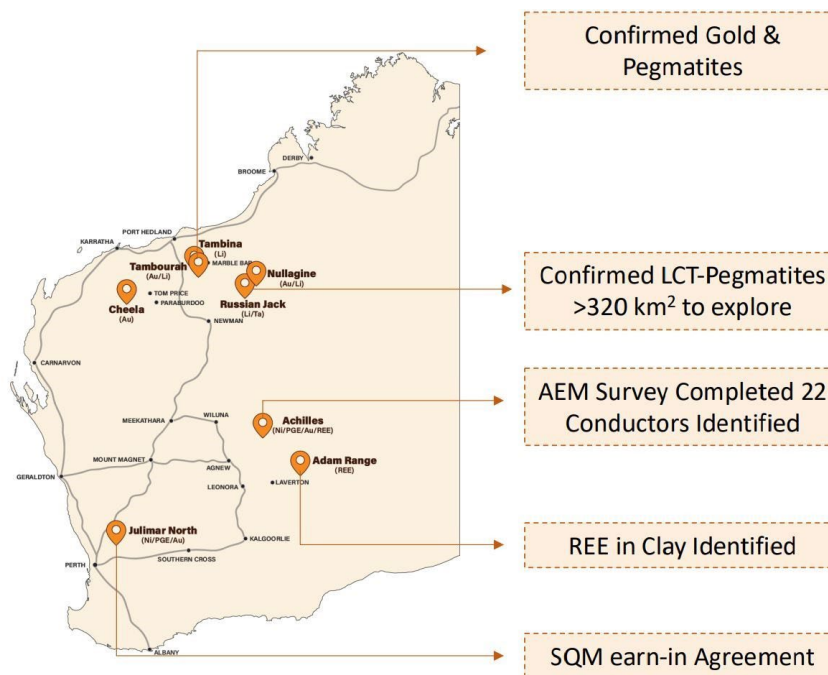 Confirmed Gold &
Pegmatites
DERBY
BROOME
PORT HEDLAND
KARRATHA
Tambina
(Li)
MARBLE BAR
Tambourah
(Au/Li)
Nullagine
(Au/Li)
Russian Jack
(Li/Ta)
Cheela
(Au)
TOM PRICE
PARABURDOO
NEWMAN
Confirmed LCT-Pegmatites
>320 km² to explore
CARNARVON
AEM Survey Completed 22
Conductors Identified
MEEKATHARA
WILUNA
Achilles
(Ni/PGE/Au/REE)
MOUNT MAGNET
AGNEW
Adam Range
(REE)
GERALDTON
LEONORA
LAVERTON
Julimar North
(Ni/PGE/Au)
KALGOORLIE
REE in Clay Identified
SOUTHERN CROSS
PERTH
ALBANY
SQM earn-in Agreement